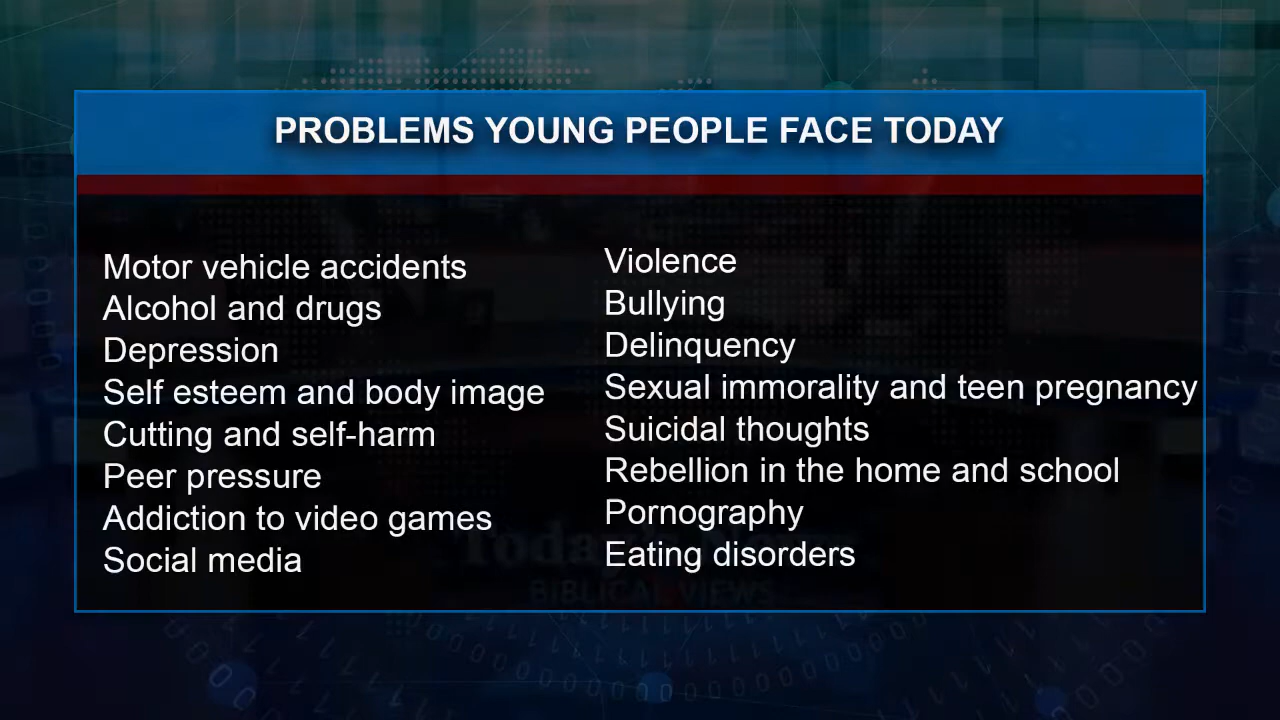 PROBLEMS YOUNG PEOPLE FACE TODAY
Motor vehicle accidents
Alcohol and drugs
Depression
Self esteem and body image
Cutting and self-harm
Peer pressure
Addiction to video games
Social media
Violence
Bullying
Delinquency
Sexual immorality and teen pregnancy
Suicidal thoughts
Rebellion in the home and school
Pornography
Eating disorders
BIBLICAL VIEWS